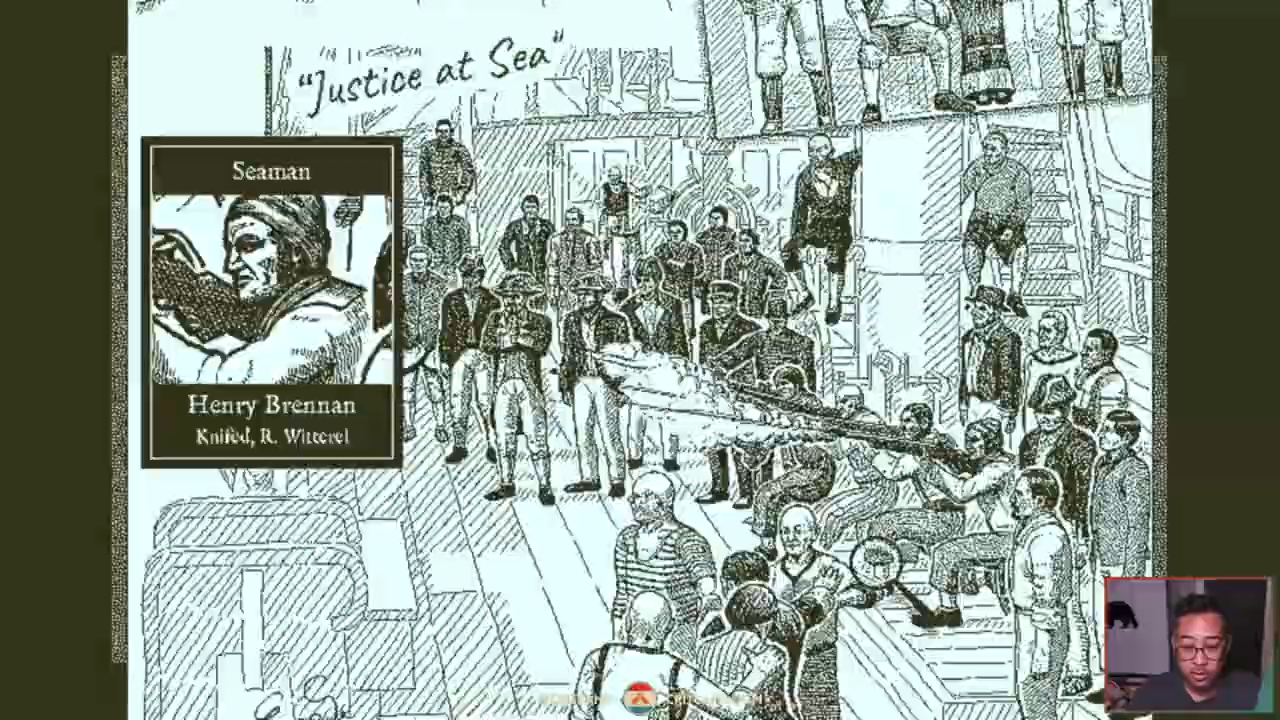 "Justice at Sea"
Seaman
Henry Brennan
Knifed, R. Witterel